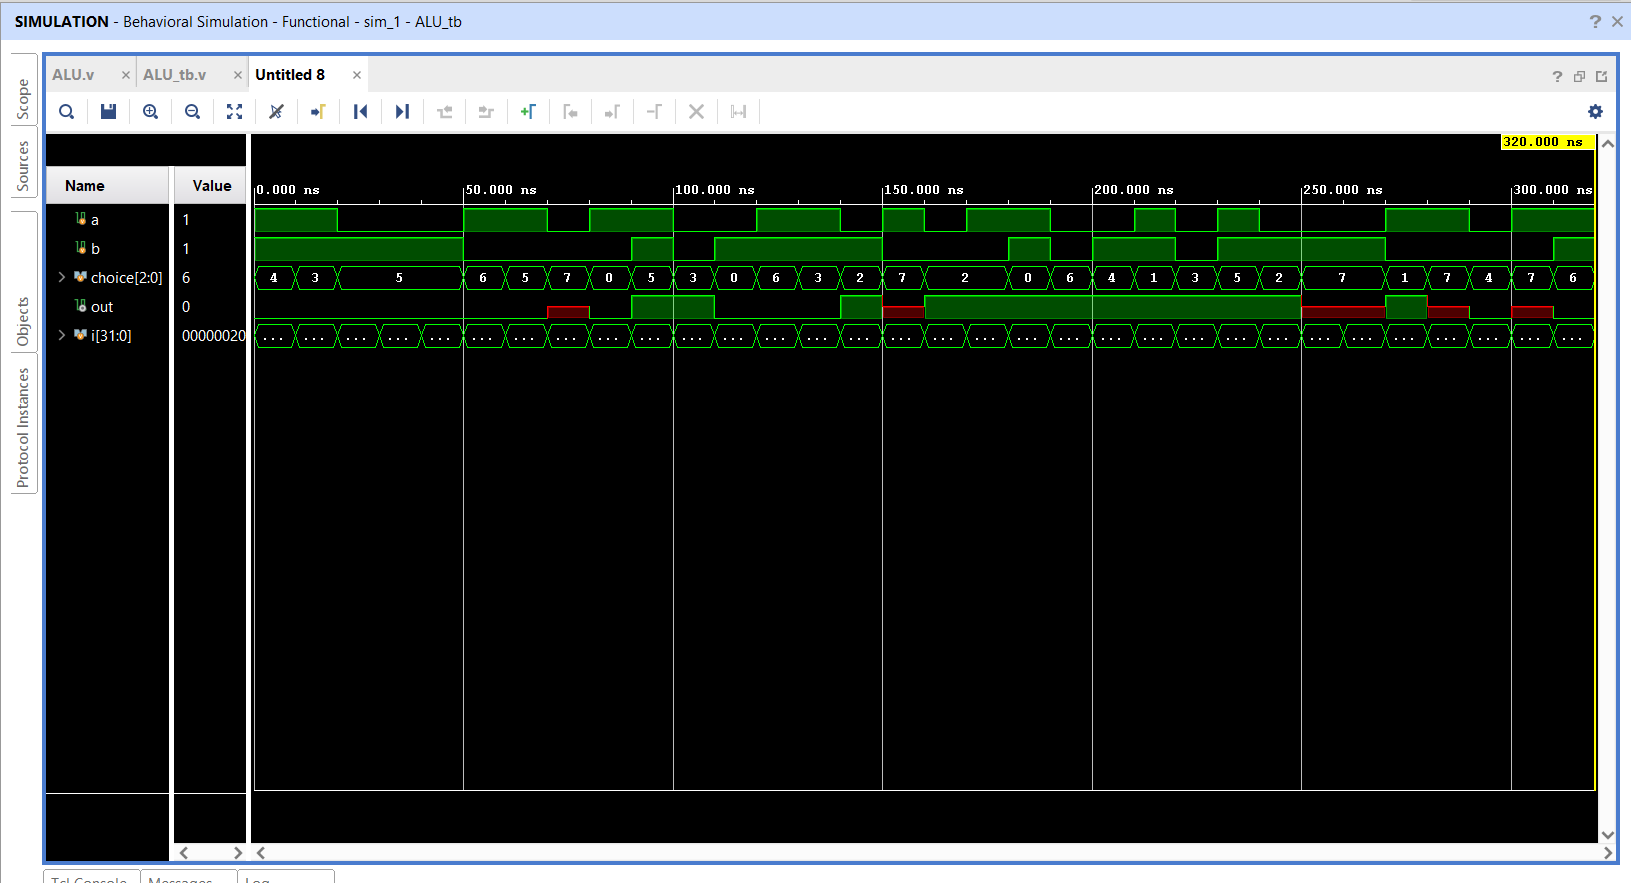 SIMULATION - Behavioral Simulation - Functional - sim_1 - ALU_tb
Scope
Sources
Objects
Protocol Instances
ALU.v
ALU_tb.v
Untitled 8
320.000 ns
Name Value
0.000 ns 50.000 ns 100.000 ns 150.000 ns 200.000 ns 250.000 ns 300.000 ns
a 1
b 1
choice[2:0] 6 4 3 5 6 5 7 0 5 3 0 6 3 2 7 2 0 6 4 1 3 5 2 7 1 7 4 7 6
out 0
i[31:0] 00000020 ... ... ... ... ... ... ... ... ... ... ... ... ... ... ... ... ... ... ... ... ... ... ... ... ... ... ... ... ... ... ... ...
Tcl Console Messages Log